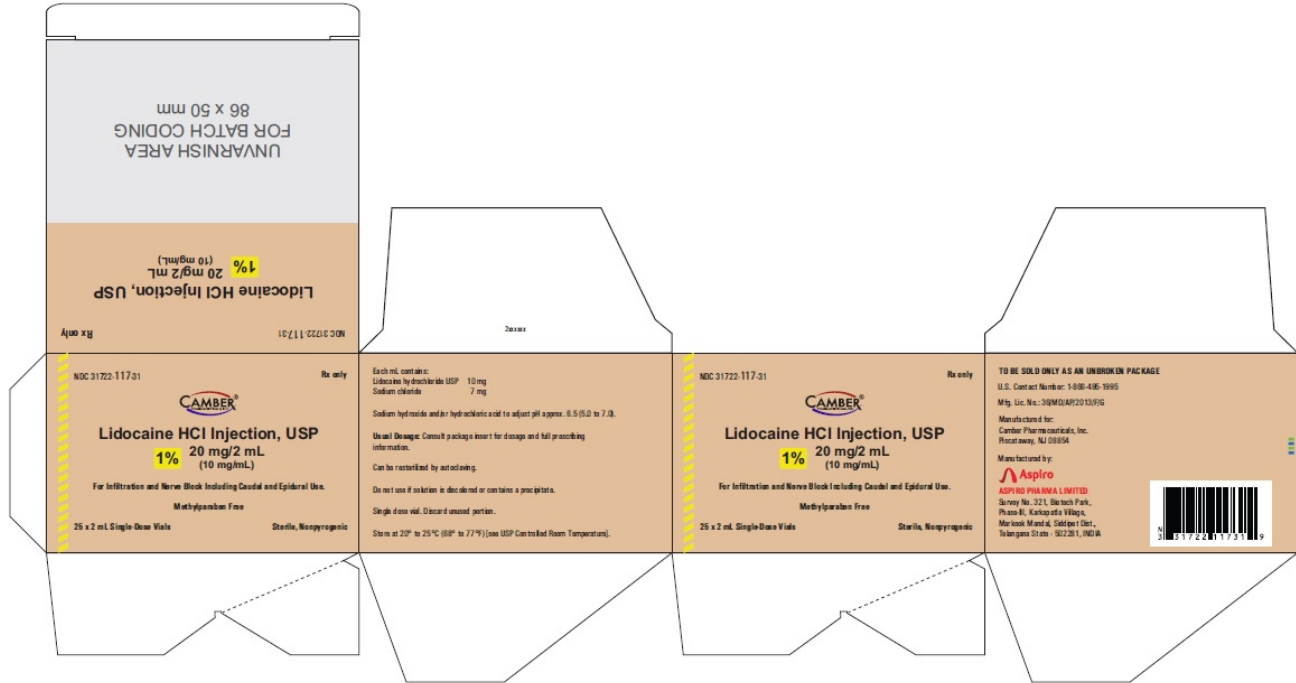 86 x 50 mm
FOR BATCH CODING
UNVARNISH AREA
(10 mg/mL)
1% 20 mg/2 mL
Lidocaine HCl Injection, USP
NDC 31722-117-31 Rx only
2xxxxx
NDC 31722-117-31 Rx only
CAMBER®
Lidocaine HCl Injection, USP
1% 20 mg/2 mL
(10 mg/mL)
For Infiltration and Nerve Block Including Caudal and Epidural Use.
Methylparaben Free
25 x 2 mL Single-Dose Vials Sterile, Nonpyrogenic
Each mL contains:
Lidocaine hydrochloride USP 10 mg
Sodium chloride 7 mg
Sodium hydroxide and/or hydrochloric acid to adjust pH approx. 6.5 (5.0 to 7.0).
Usual Dosage: Consult package insert for dosage and full prescribing
information.
Can be resterilized by autoclaving.
Do not use if solution is discolored or contains a precipitate.
Single dose vial. Discard unused portion.
Store at 20° to 25°C (68° to 77°F) [see USP Controlled Room Temperature].
NDC 31722-117-31 Rx only
CAMBER®
Lidocaine HCl Injection, USP
1% 20 mg/2 mL
(10 mg/mL)
For Infiltration and Nerve Block Including Caudal and Epidural Use.
Methylparaben Free
25 x 2 mL Single-Dose Vials Sterile, Nonpyrogenic
TO BE SOLD ONLY AS AN UNBROKEN PACKAGE
U.S. Contact Number: 1-866-495-1995
Mfg. Lic. No.: 36/MD/AP/2013/F/G
Manufactured for:
Camber Pharmaceuticals, Inc.
Piscataway, NJ 08854
Manufactured by:
Aspiro
ASPIRO PHARMA LIMITED
Survey No. 321, Biotech Park,
Phase-III, Karkapatla Village,
Markook Mandal, Siddipet Dist.,
Telangana State - 502281, INDIA
N
3 31722 11731 9